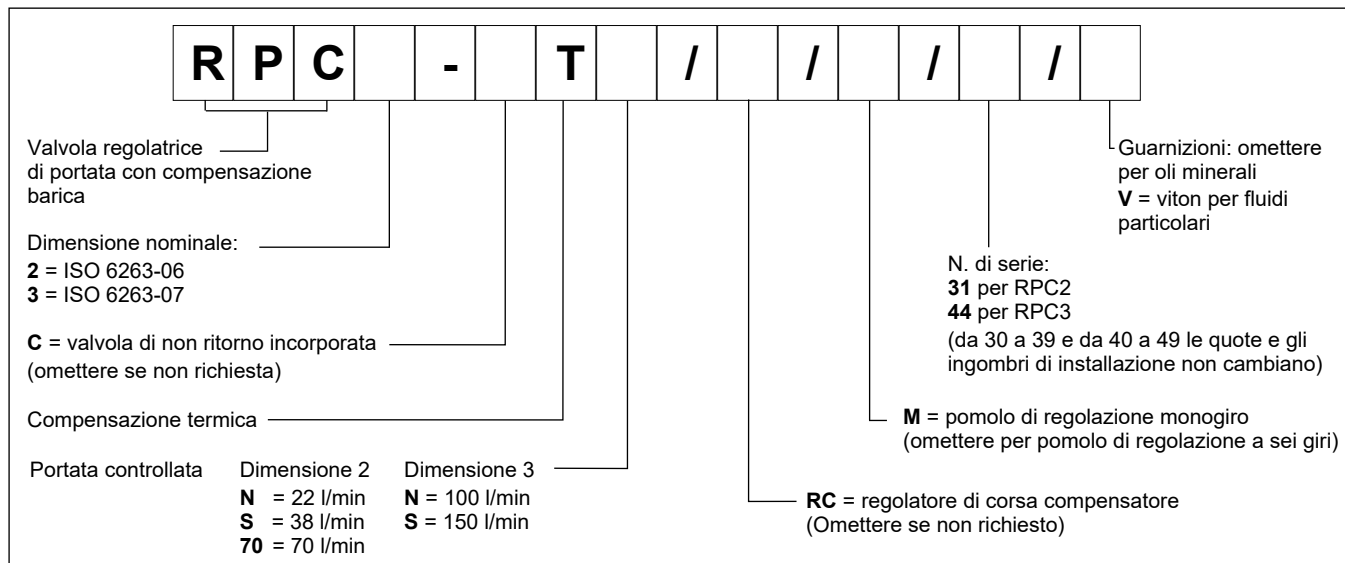 R P C - T / / / /
Valvola regolatrice
di portata con compensazione
barica
Dimensione nominale:
2 = ISO 6263-06
3 = ISO 6263-07
C = valvola di non ritorno incorporata
(omettere se non richiesta)
Compensazione termica
Portata controllata
Dimensione 2
N = 22 l/min
S = 38 l/min
70 = 70 l/min
Dimensione 3
N = 100 l/min
S = 150 l/min
RC = regolatore di corsa compensatore
(Omettere se non richiesto)
M = pomolo di regolazione monogiro
(omettere per pomolo di regolazione a sei giri)
N. di serie:
31 per RPC2
44 per RPC3
(da 30 a 39 e da 40 a 49 le quote e gli
ingombri di installazione non cambiano)
Guarnizioni: omettere
per oli minerali
V = viton per fluidi
particolari